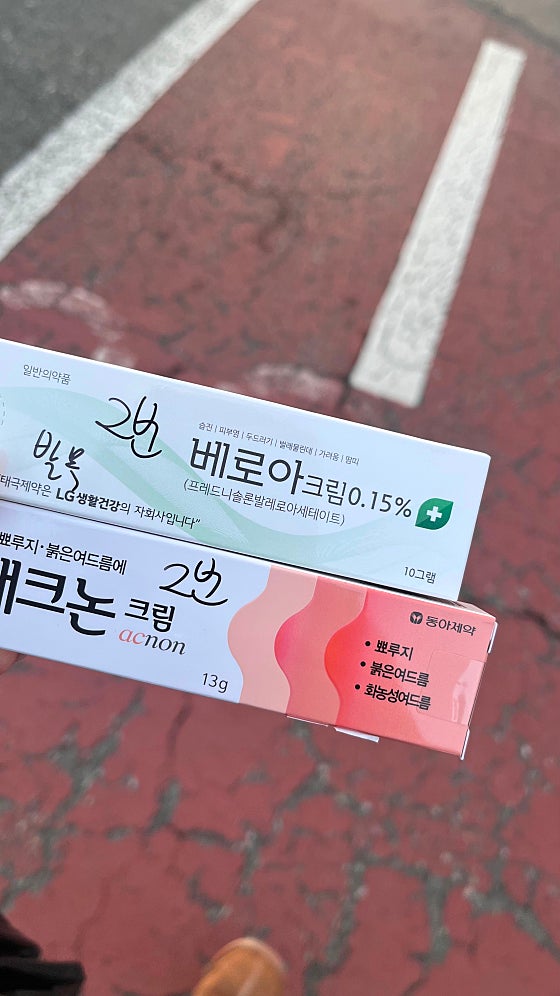 일반의약품
2번
습진 | 피부염 | 두드러기 | 벌레물린데 | 가려움 | 땀띠
발목
베로아크림0.15%
(프레드니솔론발레로아세테이트)
태극제약은 LG생활건강의 자회사입니다”
10그램
뾰루지·붉은여드름에
2번
애크논 크림
acnon
13g
동아제약
• 뾰루지
• 붉은여드름
• 화농성여드름